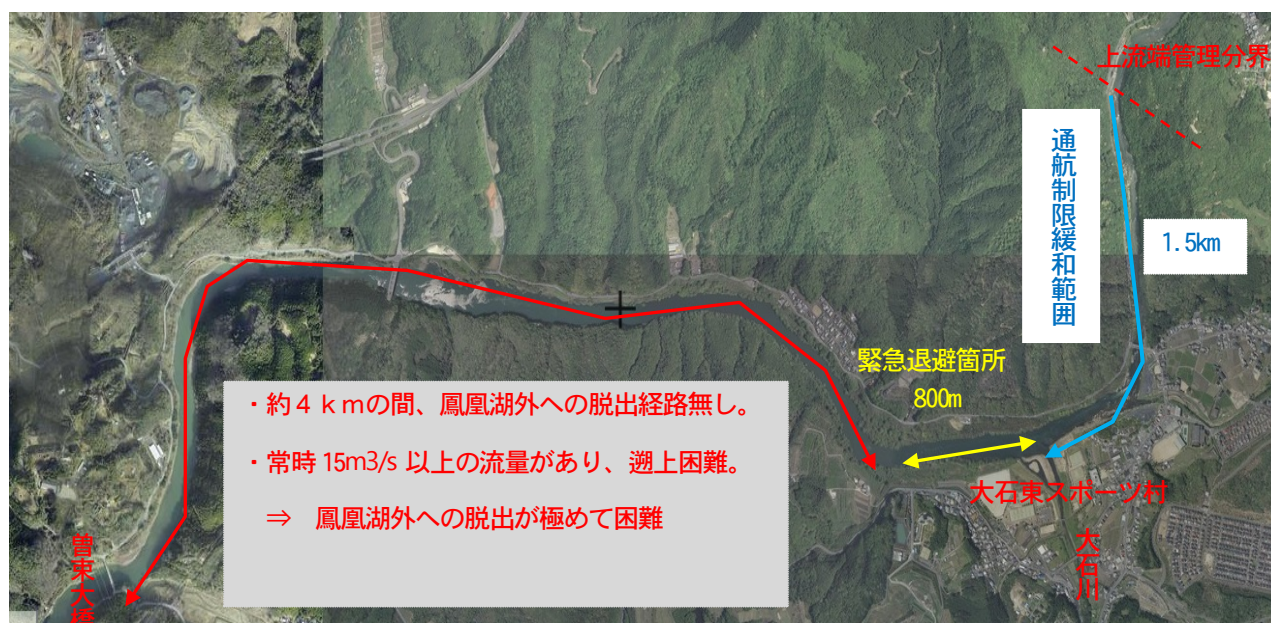 上流端管理分界
通航制限緩和範囲
1.5km
緊急退避箇所
800m
・約４ｋｍの間、鳳凰湖外への脱出経路無し。
・常時 15m3/s 以上の流量があり、遡上困難。
⇒ 鳳凰湖外への脱出が極めて困難
大石東スポーツ村
大石川
曽東大橋